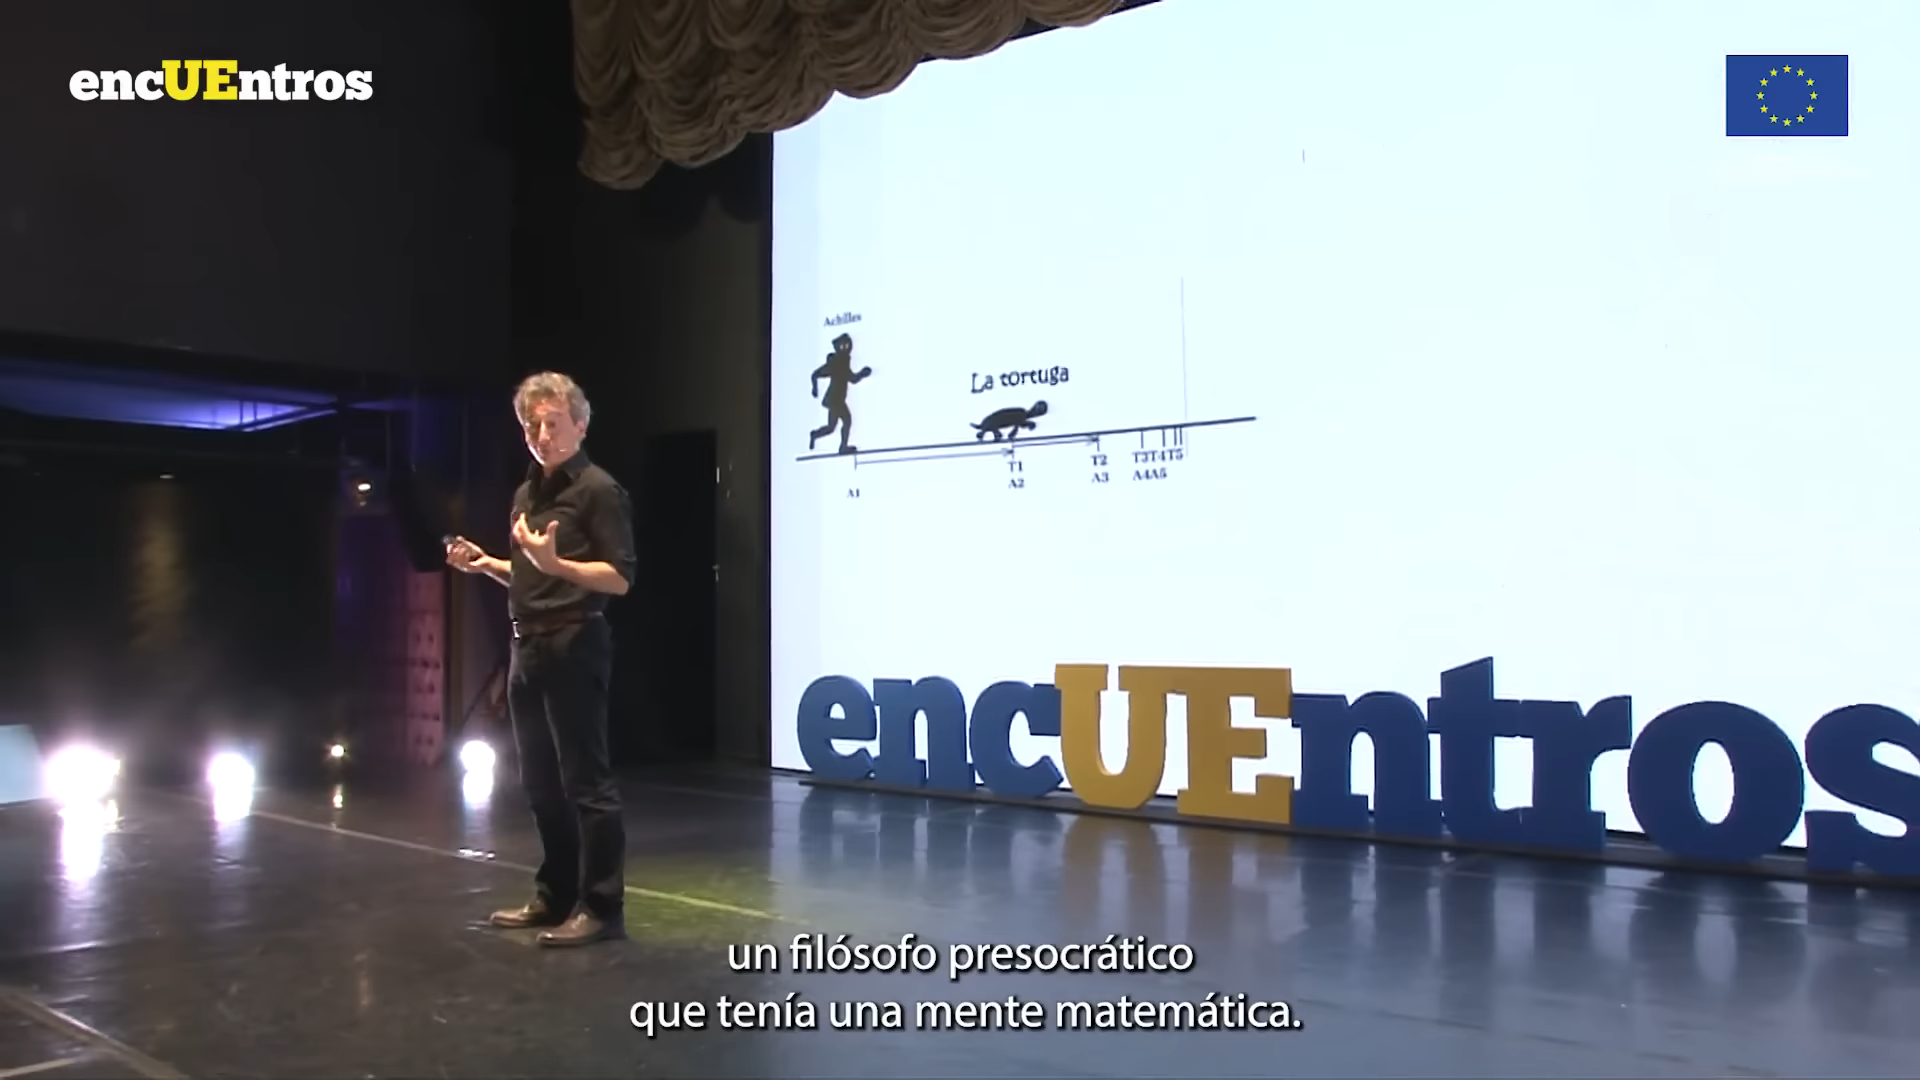 encUEntros
Achilles
La tortuga
T1
T2
T3T4T5
A1
A2
A3
A4A5
encUEntros
un filósofo presocrático
que tenía una mente matemática.